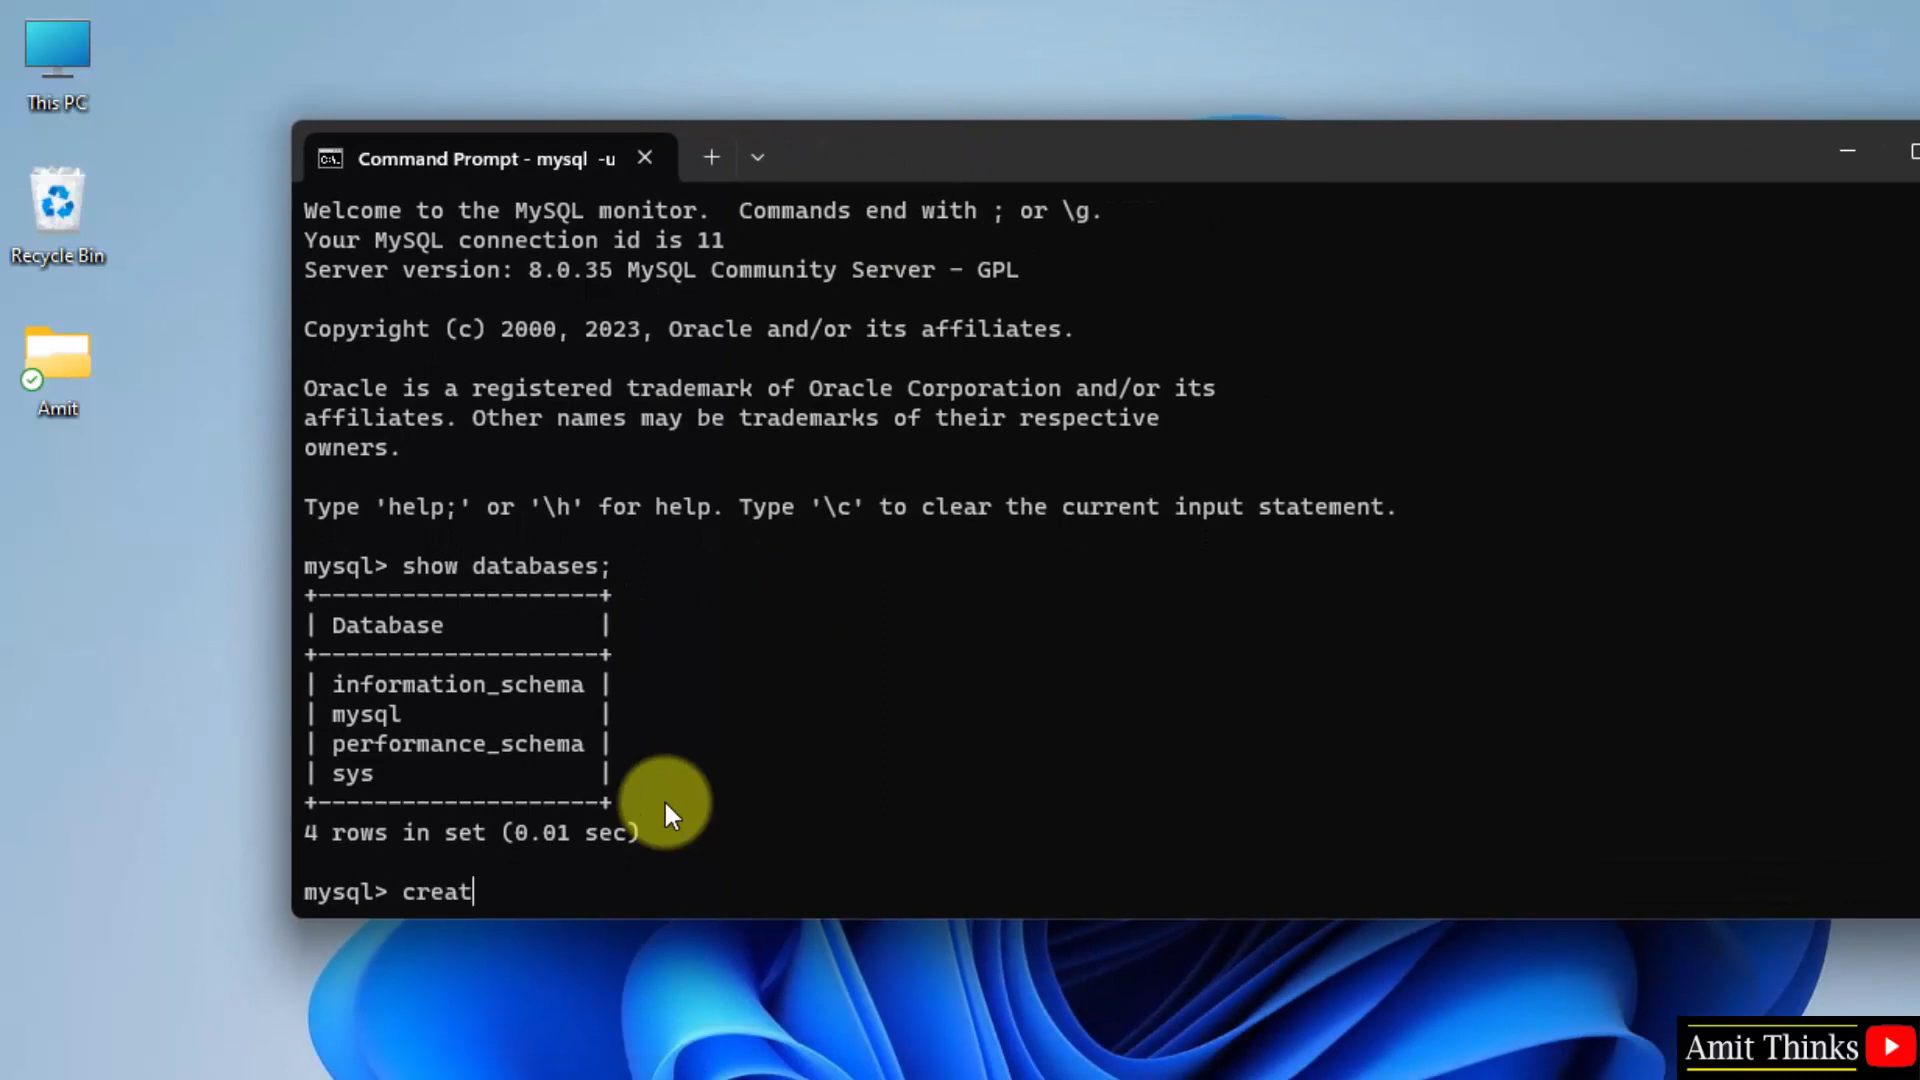 This PC
Recycle Bin
Amit
Command Prompt - mysql  -u
Welcome to the MySQL monitor.  Commands end with ; or \g.
Your MySQL connection id is 11
Server version: 8.0.35 MySQL Community Server - GPL
Copyright (c) 2000, 2023, Oracle and/or its affiliates.
Oracle is a registered trademark of Oracle Corporation and/or its
affiliates. Other names may be trademarks of their respective
owners.
Type 'help;' or '\h' for help. Type '\c' to clear the current input statement.
mysql> show databases;
+--------------------+
| Database           |
+--------------------+
| information_schema |
| mysql              |
| performance_schema |
| sys                |
+--------------------+
4 rows in set (0.01 sec)
mysql> creat
Amit Thinks